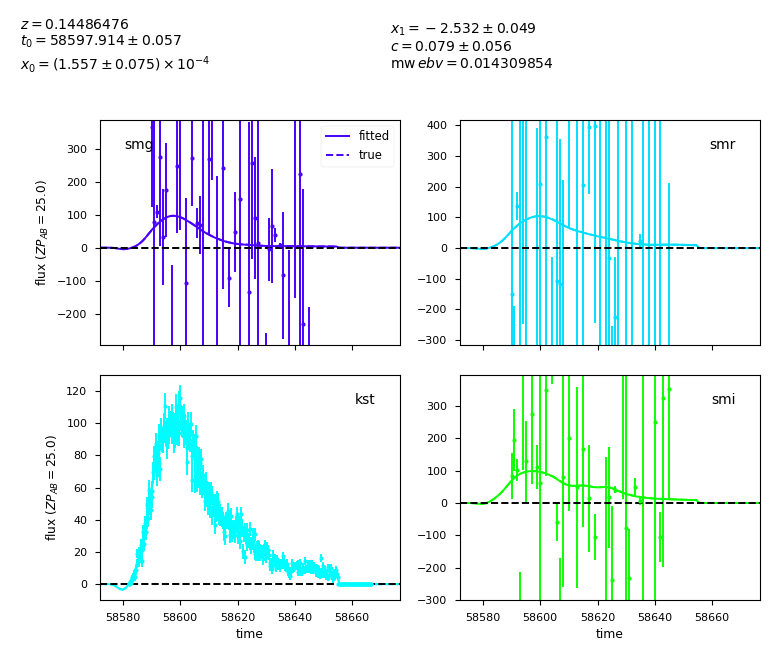 z = 0.14486476
t₀ = 58597.914 ± 0.057
x₀ = (1.557 ± 0.075) × 10⁻⁴
x₁ = −2.532 ± 0.049
c = 0.079 ± 0.056
mw ebv = 0.014309854
smg
fitted
true
300
200
100
0
−100
−200
flux (ZP_AB = 25.0)
smr
400
300
200
100
0
−100
−200
−300
kst
120
100
80
60
40
20
0
flux (ZP_AB = 25.0)
58580 58600 58620 58640 58660
time
smi
300
200
100
0
−100
−200
−300
58580 58600 58620 58640 58660
time